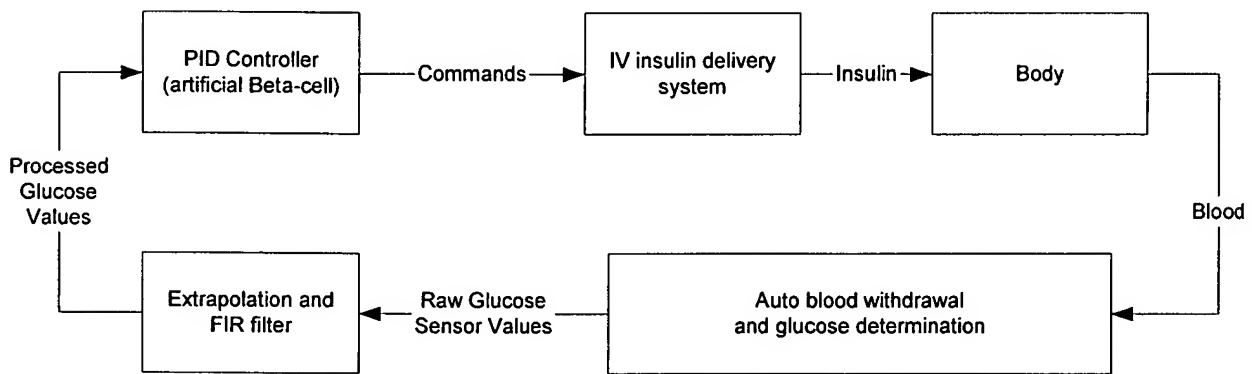 PID Controller
(artificial Beta-cell)
Commands
IV insulin delivery
system
Insulin
Body
Processed
Glucose
Values
Blood
Extrapolation and
FIR filter
Raw Glucose
Sensor Values
Auto blood withdrawal
and glucose determination